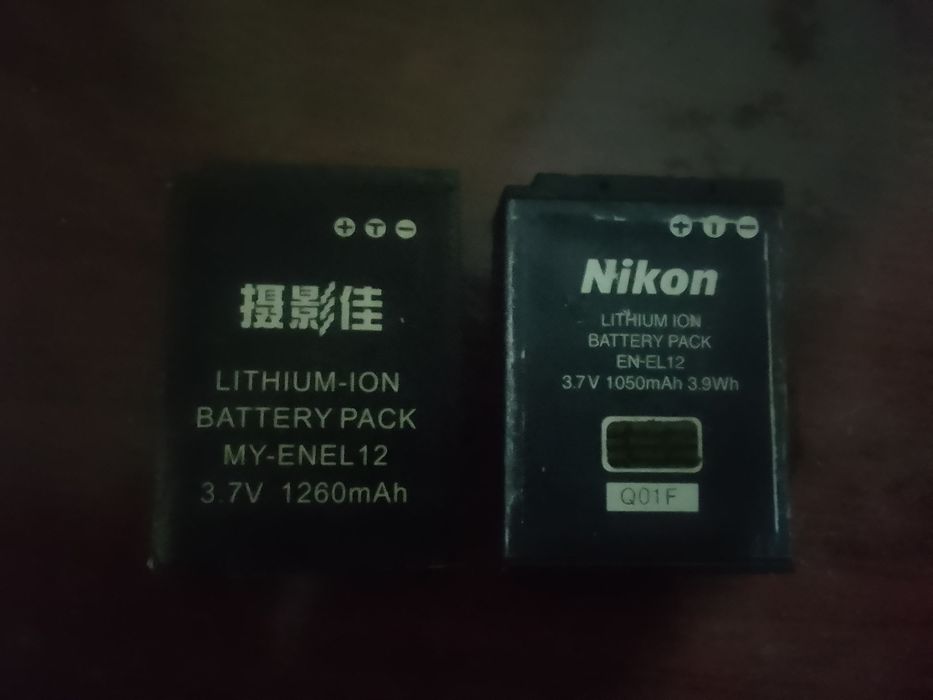 + T −
摄影佳
LITHIUM-ION
BATTERY PACK
MY-ENEL12
3.7V 1260mAh
+ T −
Nikon
LITHIUM ION
BATTERY PACK
EN-EL12
3.7V 1050mAh 3.9Wh
Q01F